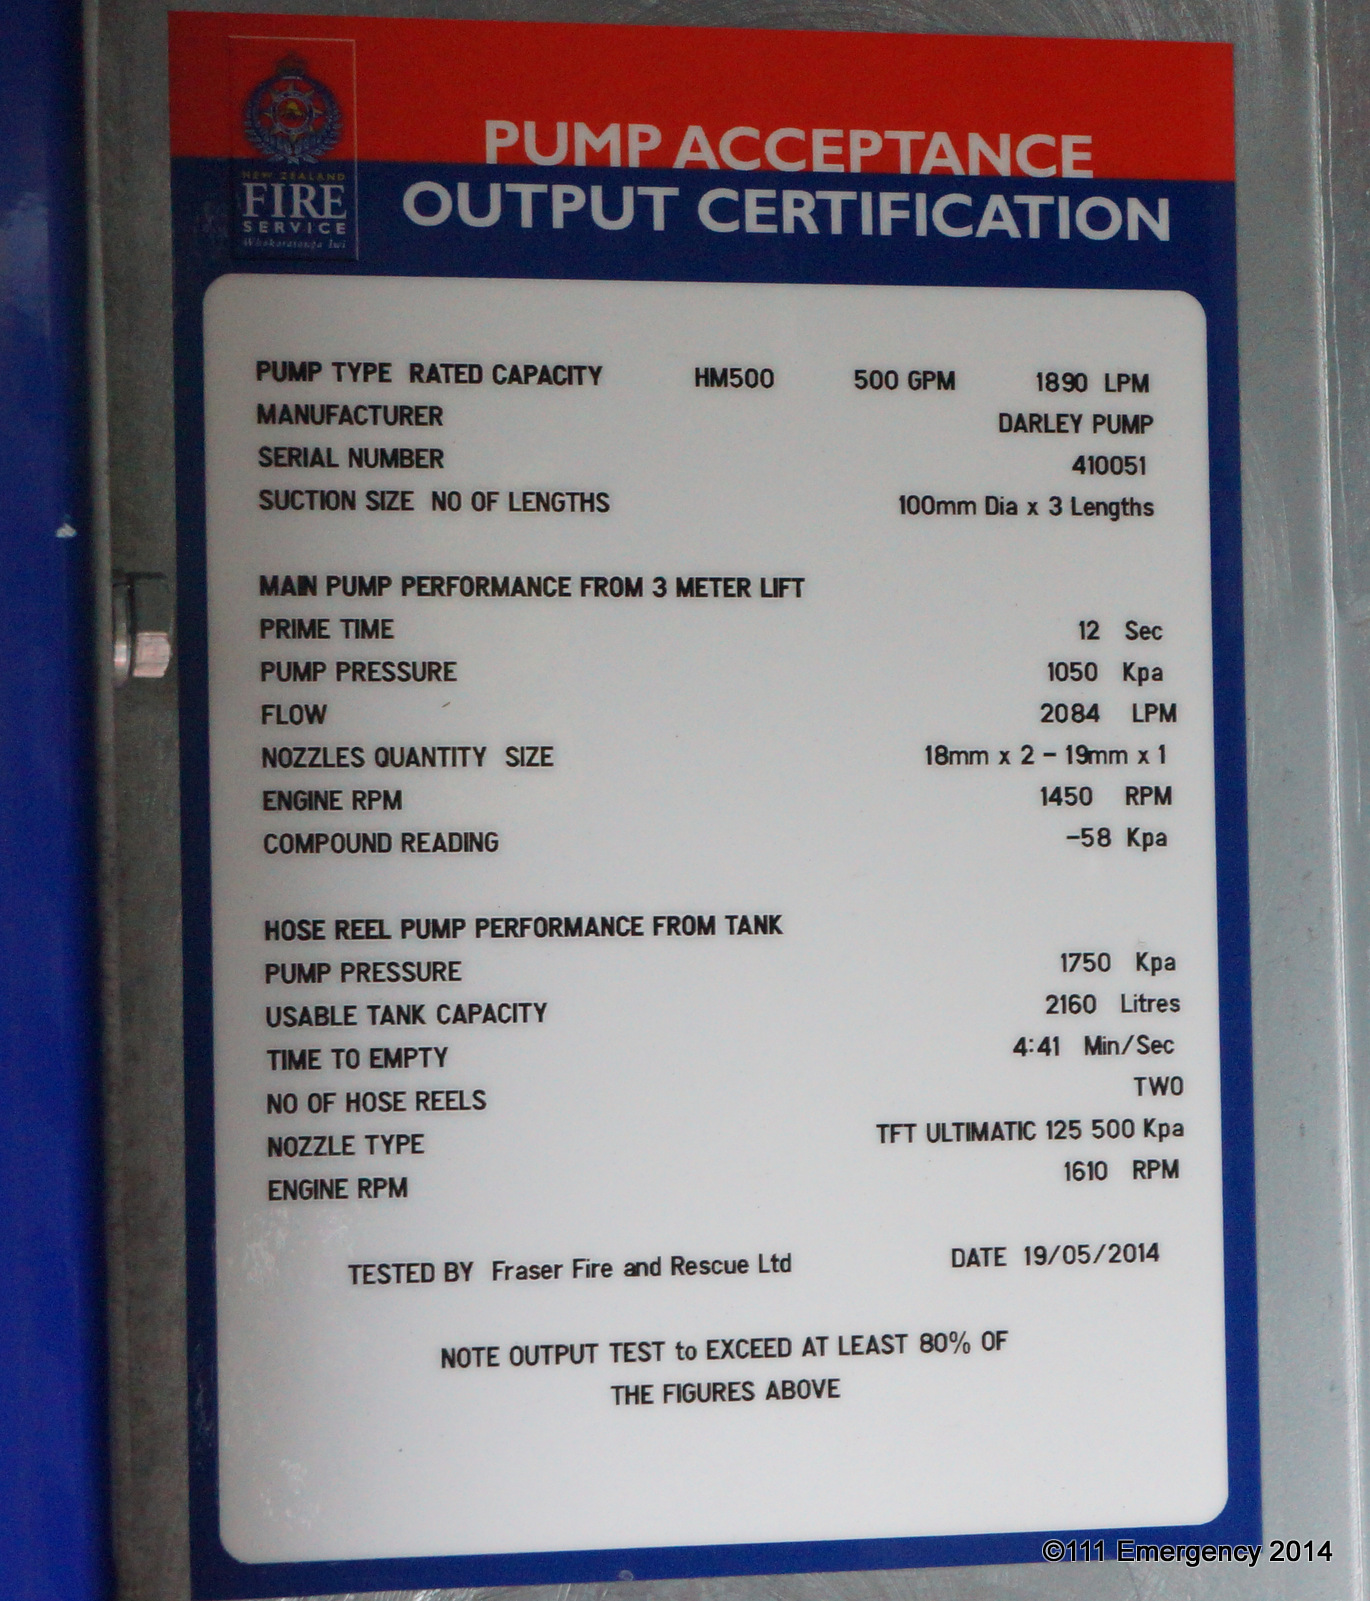 NEW ZEALAND
FIRE
SERVICE
Whakaratonga Iwi
PUMP ACCEPTANCE
OUTPUT CERTIFICATION
PUMP TYPE RATED CAPACITY HM500 500 GPM 1890 LPM
MANUFACTURER DARLEY PUMP
SERIAL NUMBER 410051
SUCTION SIZE NO OF LENGTHS 100mm Dia x 3 Lengths
MAIN PUMP PERFORMANCE FROM 3 METER LIFT
PRIME TIME 12 Sec
PUMP PRESSURE 1050 Kpa
FLOW 2084 LPM
NOZZLES QUANTITY SIZE 18mm x 2 - 19mm x 1
ENGINE RPM 1450 RPM
COMPOUND READING -58 Kpa
HOSE REEL PUMP PERFORMANCE FROM TANK
PUMP PRESSURE 1750 Kpa
USABLE TANK CAPACITY 2160 Litres
TIME TO EMPTY 4:41 Min/Sec
NO OF HOSE REELS TWO
NOZZLE TYPE TFT ULTIMATIC 125 500 Kpa
ENGINE RPM 1610 RPM
TESTED BY Fraser Fire and Rescue Ltd DATE 19/05/2014
NOTE OUTPUT TEST to EXCEED AT LEAST 80% OF
THE FIGURES ABOVE
©111 Emergency 2014